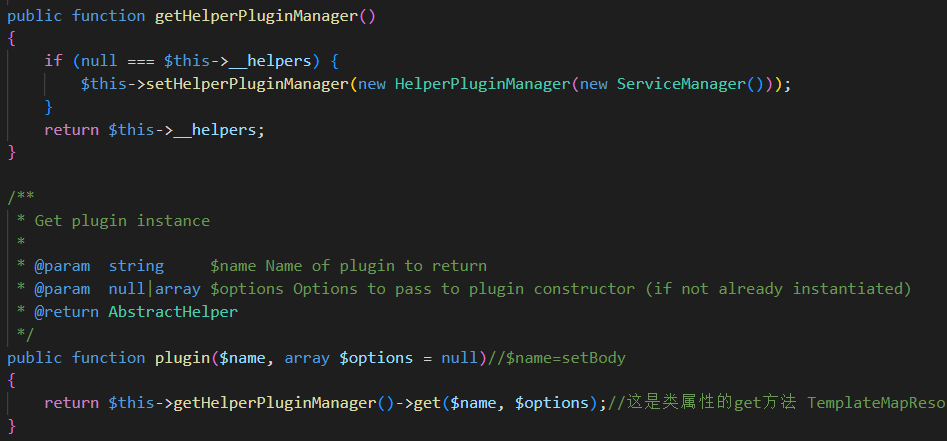 public function getHelperPluginManager()
{
    if (null === $this->__helpers) {
        $this->setHelperPluginManager(new HelperPluginManager(new ServiceManager()));
    }
    return $this->__helpers;
}
/**
 * Get plugin instance
 *
 * @param  string     $name Name of plugin to return
 * @param  null|array $options Options to pass to plugin constructor (if not already instantiated)
 * @return AbstractHelper
 */
public function plugin($name, array $options = null)//$name=setBody
{
    return $this->getHelperPluginManager()->get($name, $options);//这是类属性的get方法 TemplateMapReso
}